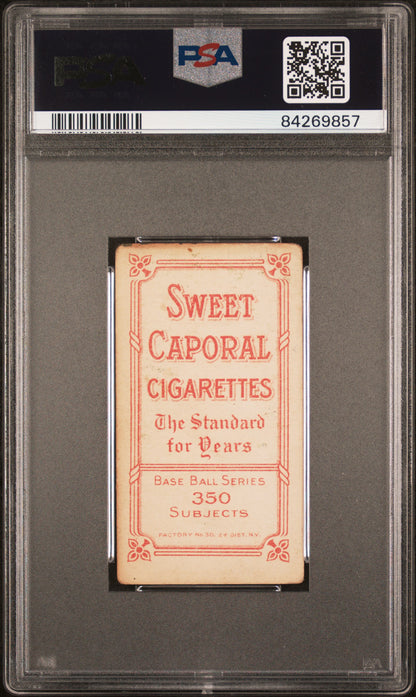 PSA
PSA
84269857
SWEET
CAPORAL
CIGARETTES
The Standard
for Years
BASE BALL SERIES
350
SUBJECTS
FACTORY No 30, 2d DIST. N.Y.